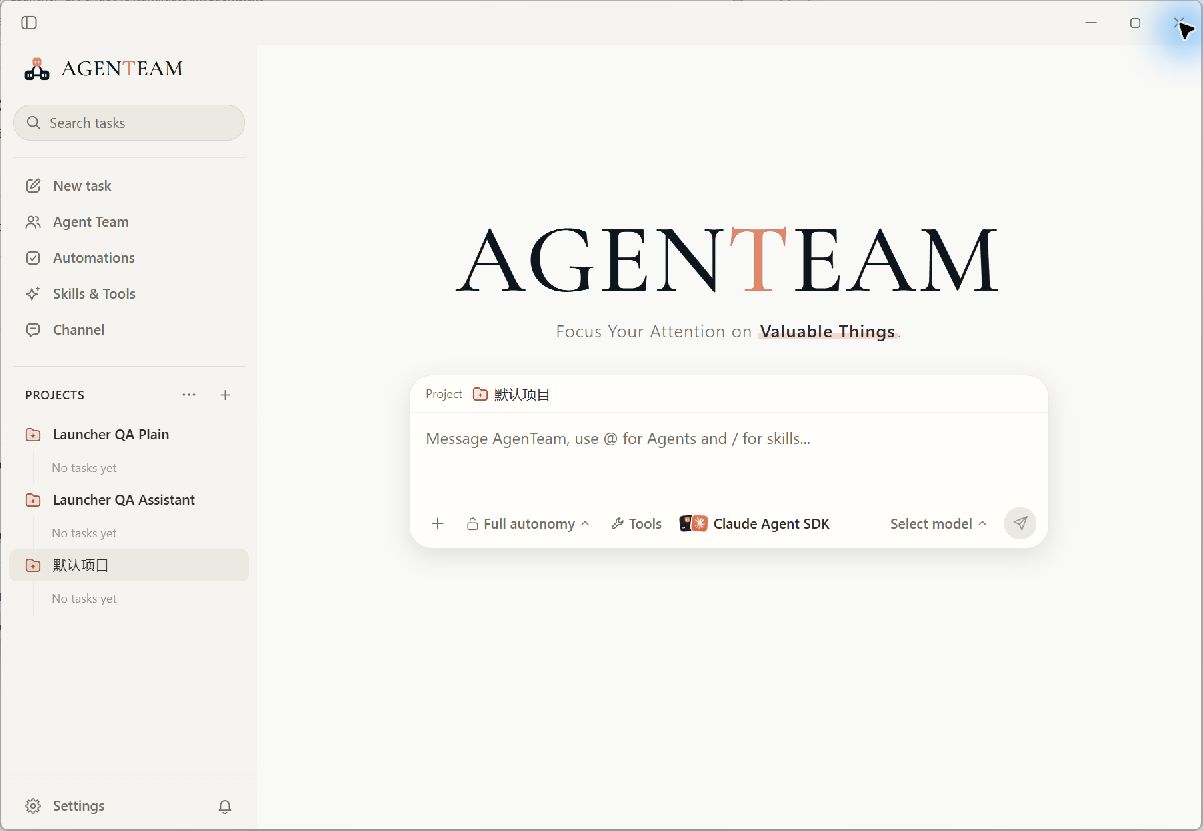 AGENTEAM
Search tasks
New task
Agent Team
Automations
Skills & Tools
Channel
PROJECTS
Launcher QA Plain
No tasks yet
Launcher QA Assistant
No tasks yet
默认项目
No tasks yet
Settings
AGENTEAM
Focus Your Attention on Valuable Things.
Project 默认项目
Message AgenTeam, use @ for Agents and / for skills...
Full autonomy Tools Claude Agent SDK Select model